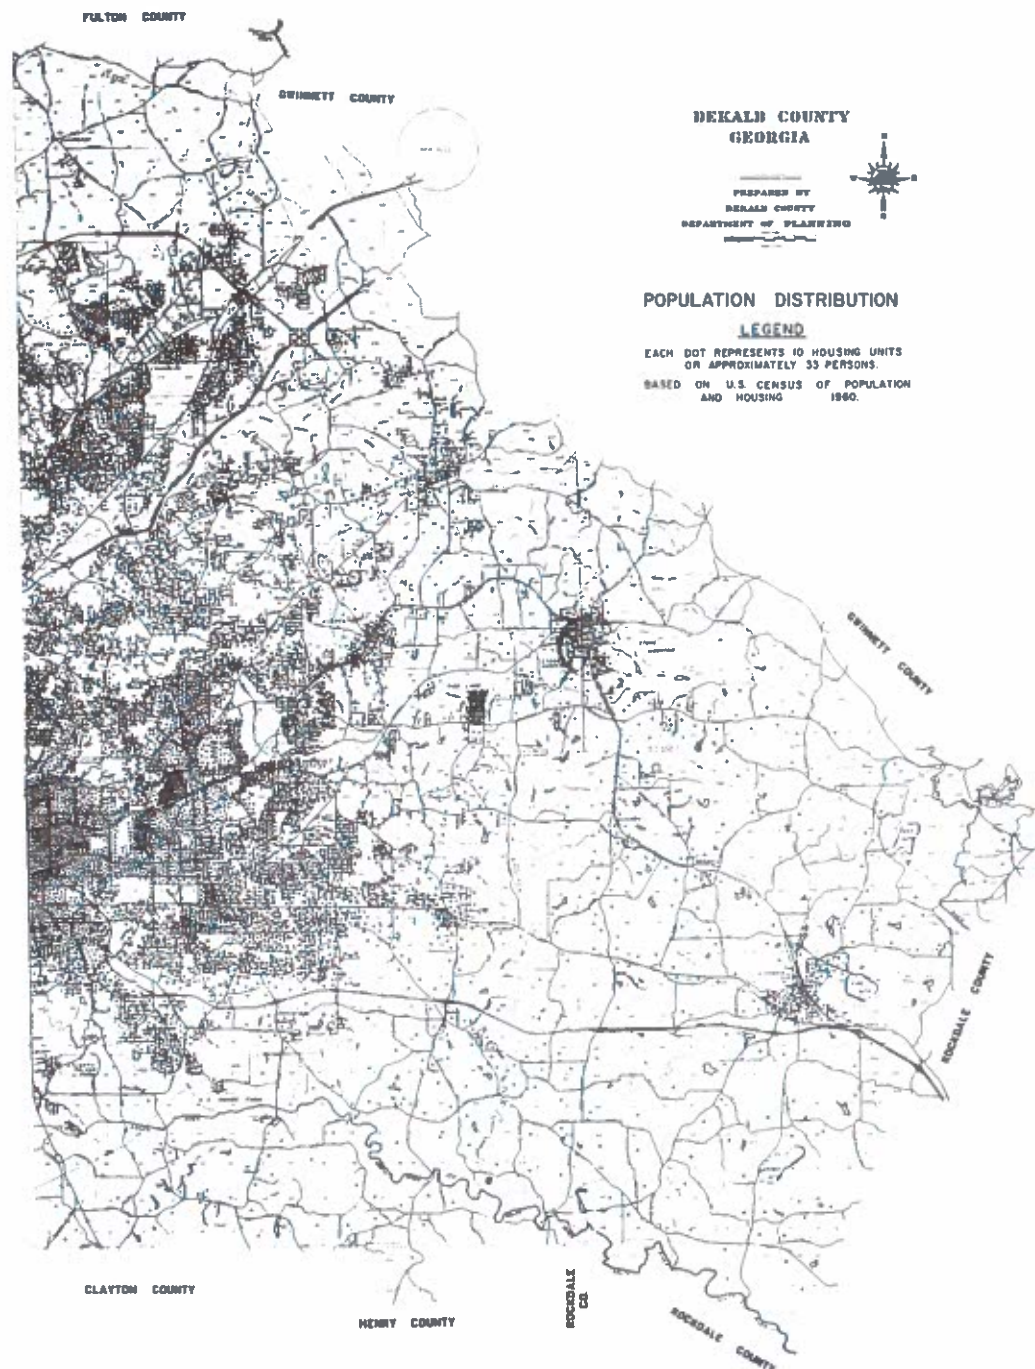 FULTON COUNTY
GWINNETT COUNTY
DEKALB COUNTY
GEORGIA
PREPARED BY
DEKALB COUNTY
DEPARTMENT OF PLANNING
POPULATION DISTRIBUTION
LEGEND
EACH DOT REPRESENTS 10 HOUSING UNITS
OR APPROXIMATELY 33 PERSONS.
BASED ON U.S. CENSUS OF POPULATION
AND HOUSING 1960.
GWINNETT COUNTY
ROCKDALE COUNTY
CLAYTON COUNTY
HENRY COUNTY
ROCKDALE
CO.
ROCKDALE COUNTY